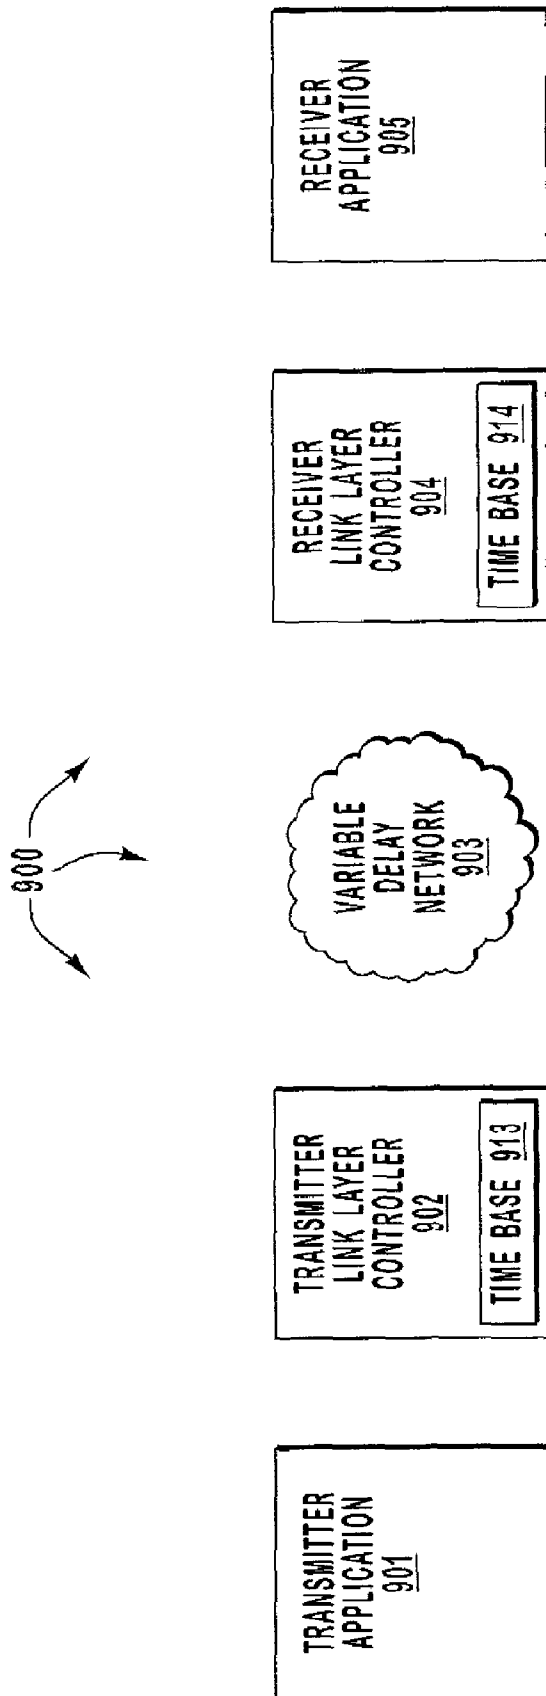 900
TRANSMITTER
APPLICATION
901
TRANSMITTER
LINK LAYER
CONTROLLER
902
TIME BASE 913
VARIABLE
DELAY
NETWORK
903
RECEIVER
LINK LAYER
CONTROLLER
904
TIME BASE 914
RECEIVER
APPLICATION
905